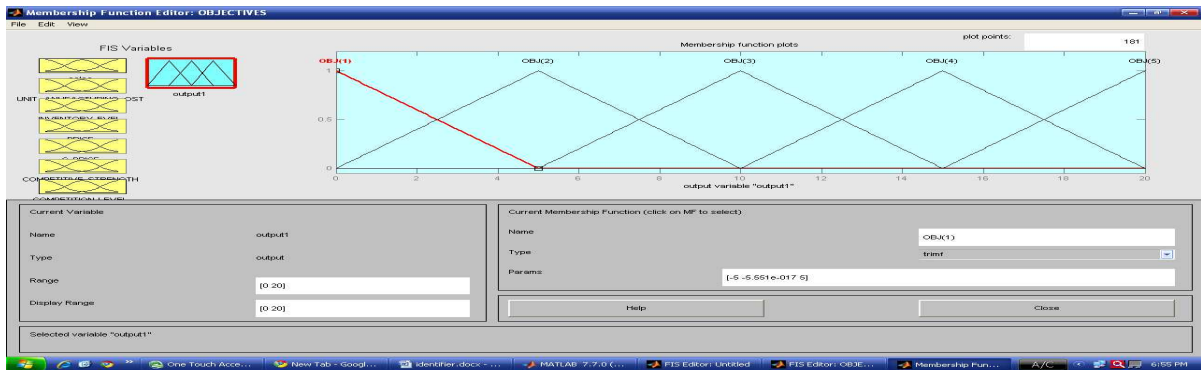 Membership Function Editor: OBJECTIVES
File Edit View
FIS Variables
output1
COMPETITIVE STRENGTH
plot points:
181
Membership function plots
OBJ(1) OBJ(2) OBJ(3) OBJ(4) OBJ(5)
1
0.5
0
0 2 4 6 8 10 12 14 16 18 20
output variable "output1"
Current Variable
Name output1
Type output
Range [0 20]
Display Range [0 20]
Current Membership Function (click on MF to select)
Name OBJ(1)
Type trimf
Params [-5 -5.551e-017 5]
Help Close
Selected variable "output1"
One Touch Acce... New Tab - Googl... identifier.docx - ... MATLAB 7.7.0 (... FIS Editor: Untitled FIS Editor: OBJE... Membership Fun... A/C 6:55 PM